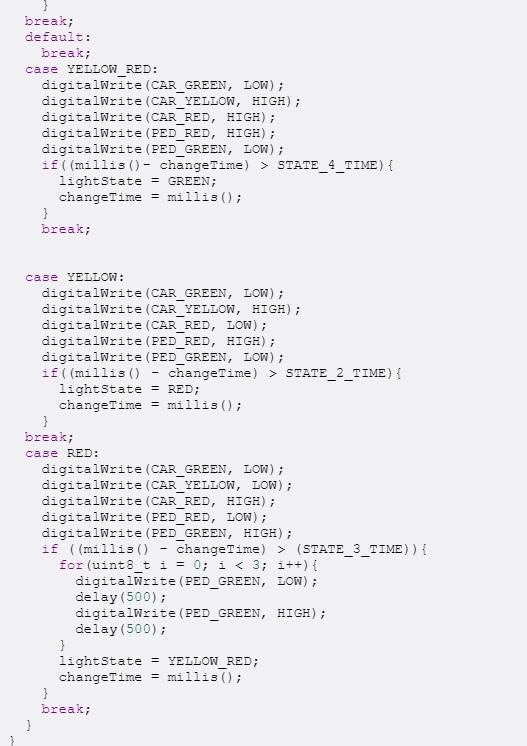 }
  break;
  default:
    break;
  case YELLOW_RED:
    digitalWrite(CAR_GREEN, LOW);
    digitalWrite(CAR_YELLOW, HIGH);
    digitalWrite(CAR_RED, HIGH);
    digitalWrite(PED_RED, HIGH);
    digitalWrite(PED_GREEN, LOW);
    if((millis()- changeTime) > STATE_4_TIME){
      lightState = GREEN;
      changeTime = millis();
    }
    break;


  case YELLOW:
    digitalWrite(CAR_GREEN, LOW);
    digitalWrite(CAR_YELLOW, HIGH);
    digitalWrite(CAR_RED, LOW);
    digitalWrite(PED_RED, HIGH);
    digitalWrite(PED_GREEN, LOW);
    if((millis() - changeTime) > STATE_2_TIME){
      lightState = RED;
      changeTime = millis();
    }
  break;
  case RED:
    digitalWrite(CAR_GREEN, LOW);
    digitalWrite(CAR_YELLOW, LOW);
    digitalWrite(CAR_RED, HIGH);
    digitalWrite(PED_RED, LOW);
    digitalWrite(PED_GREEN, HIGH);
    if ((millis() - changeTime) > (STATE_3_TIME)){
      for(uint8_t i = 0; i < 3; i++){
        digitalWrite(PED_GREEN, LOW);
        delay(500);
        digitalWrite(PED_GREEN, HIGH);
        delay(500);
      }
      lightState = YELLOW_RED;
      changeTime = millis();
    }
    break;
  }
}